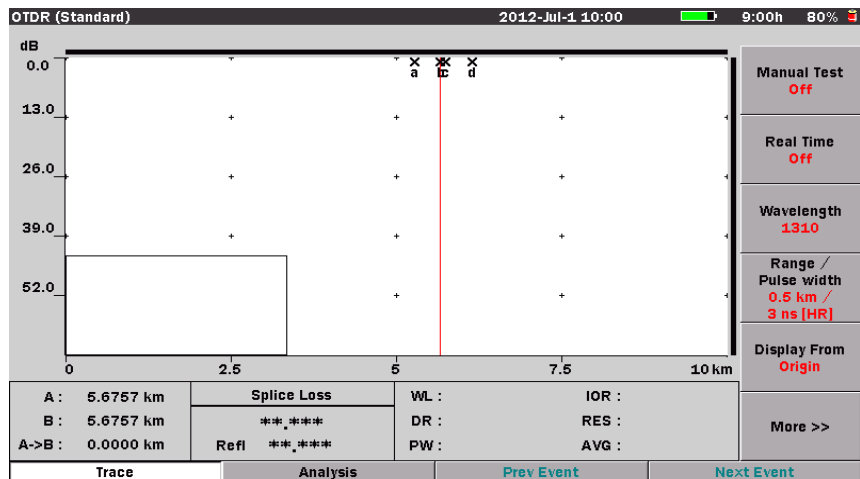 OTDR (Standard) 2012-Jul-1 10:00 9:00h 80%
dB
0.0
13.0
26.0
39.0
52.0
a b c d
0 2.5 5 7.5 10 km
A : 5.6757 km
B : 5.6757 km
A->B : 0.0000 km
Splice Loss
**.***
Refl **.***
WL : IOR :
DR : RES :
PW : AVG :
Manual Test
Off
Real Time
Off
Wavelength
1310
Range /
Pulse width
0.5 km /
3 ns [HR]
Display From
Origin
More >>
Trace Analysis Prev Event Next Event